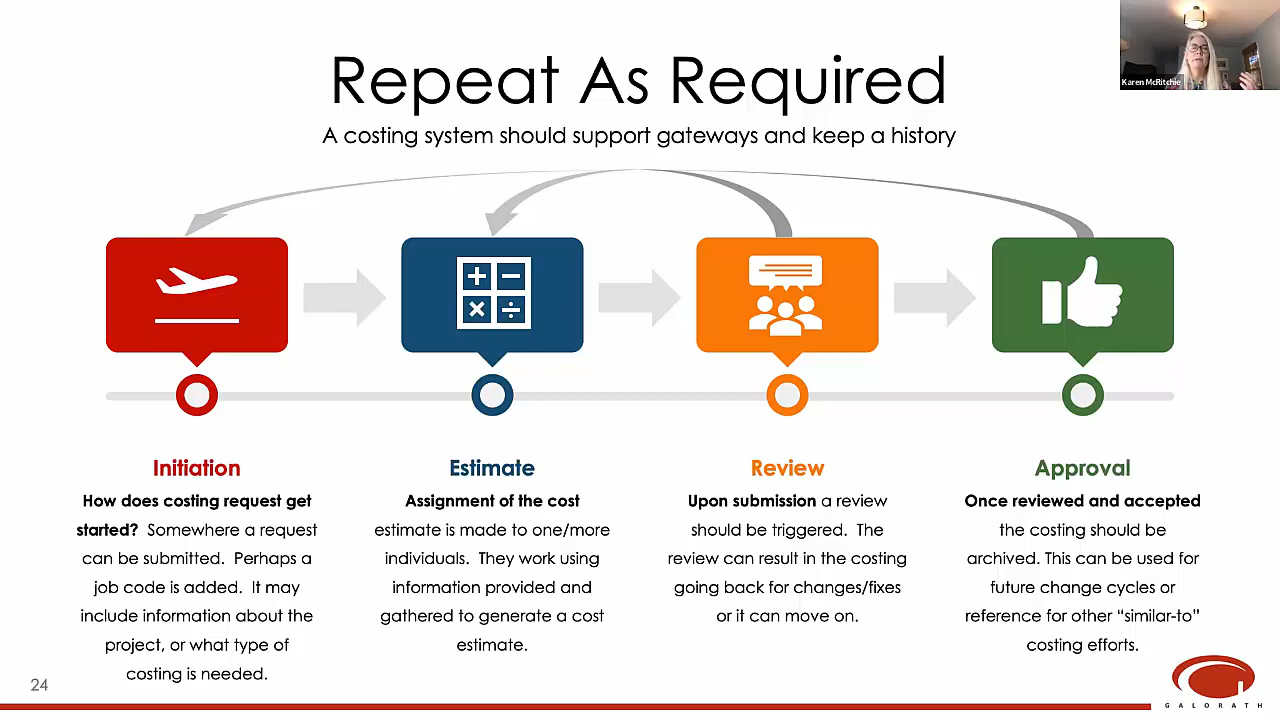 Karen McRitchie
Repeat As Required
A costing system should support gateways and keep a history
Initiation
How does costing request get
started? Somewhere a request
can be submitted. Perhaps a
job code is added. It may
include information about the
project, or what type of
costing is needed.
Estimate
Assignment of the cost
estimate is made to one/more
individuals. They work using
information provided and
gathered to generate a cost
estimate.
Review
Upon submission a review
should be triggered. The
review can result in the costing
going back for changes/fixes
or it can move on.
Approval
Once reviewed and accepted
the costing should be
archived. This can be used for
future change cycles or
reference for other “similar-to”
costing efforts.
24
GALORATH